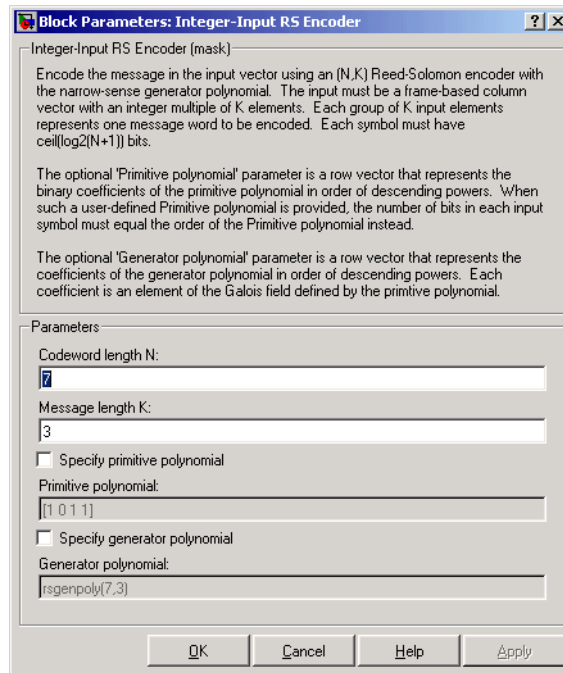 Block Parameters: Integer-Input RS Encoder
Integer-Input RS Encoder (mask)
Encode the message in the input vector using an (N,K) Reed-Solomon encoder with
the narrow-sense generator polynomial. The input must be a frame-based column
vector with an integer multiple of K elements. Each group of K input elements
represents one message word to be encoded. Each symbol must have
ceil(log2(N+1)) bits.
The optional 'Primitive polynomial' parameter is a row vector that represents the
binary coefficients of the primitive polynomial in order of descending powers. When
such a user-defined Primitive polynomial is provided, the number of bits in each input
symbol must equal the order of the Primitive polynomial instead.
The optional 'Generator polynomial' parameter is a row vector that represents the
coefficients of the generator polynomial in order of descending powers. Each
coefficient is an element of the Galois field defined by the primtive polynomial.
Parameters
Codeword length N:
7
Message length K:
3
Specify primitive polynomial
Primitive polynomial:
[1 0 1 1]
Specify generator polynomial
Generator polynomial:
rsgenpoly(7,3)
OK Cancel Help Apply